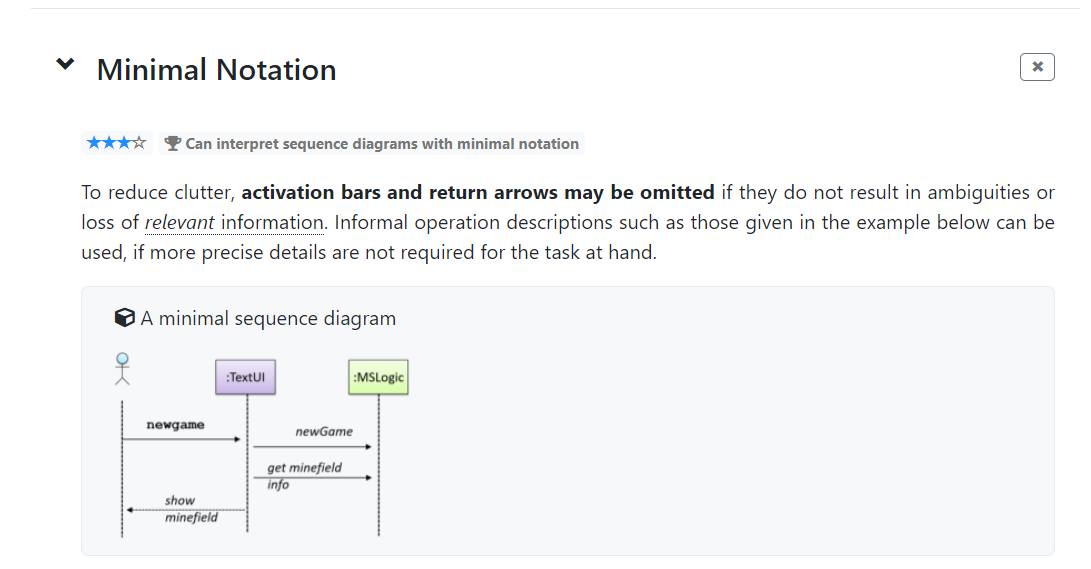 Minimal Notation
Can interpret sequence diagrams with minimal notation
To reduce clutter, activation bars and return arrows may be omitted if they do not result in ambiguities or
loss of relevant information. Informal operation descriptions such as those given in the example below can be
used, if more precise details are not required for the task at hand.
A minimal sequence diagram
:TextUI
:MSLogic
newgame
newGame
get minefield
info
show
minefield